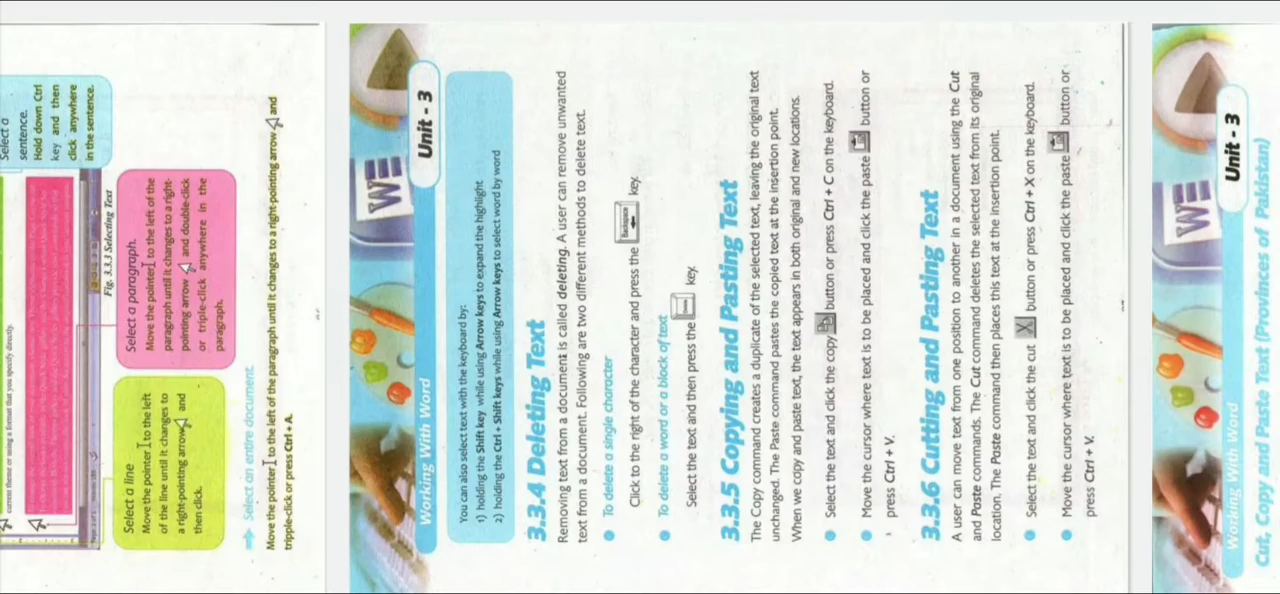 current theme or using a format that you specify directly.
Select a
sentence.
Hold down Ctrl
key and then
click anywhere
in the sentence.
Fig. 3.3.3 Selecting Text
Select a line
Move the pointer to the left
of the line until it changes to
a right-pointing arrow and
then click.
Select a paragraph.
Move the pointer to the left of the
paragraph until it changes to a right-
pointing arrow and double-click
or triple-click anywhere in the
paragraph.
Select an entire document.
Move the pointer to the left of the paragraph until it changes to a right-pointing arrow and
tripple-click or press Ctrl + A.
WE
Working With Word
Unit - 3
You can also select text with the keyboard by:
1) holding the Shift key while using Arrow keys to expand the highlight
2) holding the Ctrl + Shift keys while using Arrow keys to select word by word
3.3.4 Deleting Text
Removing text from a document is called deleting. A user can remove unwanted
text from a document. Following are two different methods to delete text.
To delete a single character
Click to the right of the character and press the Backspace key.
To delete a word or a block of text
Select the text and then press the key.
3.3.5 Copying and Pasting Text
The Copy command creates a duplicate of the selected text, leaving the original text
unchanged. The Paste command pastes the copied text at the insertion point.
When we copy and paste text, the text appears in both original and new locations.
Select the text and click the copy button or press Ctrl + C on the keyboard.
Move the cursor where text is to be placed and click the paste button or
press Ctrl + V.
3.3.6 Cutting and Pasting Text
A user can move text from one position to another in a document using the Cut
and Paste commands. The Cut command deletes the selected text from its original
location. The Paste command then places this text at the insertion point.
Select the text and click the cut button or press Ctrl + X on the keyboard.
Move the cursor where text is to be placed and click the paste button or
press Ctrl + V.
WE
Working With Word
Unit - 3
Cut, Copy and Paste Text (Provinces of Pakistan)